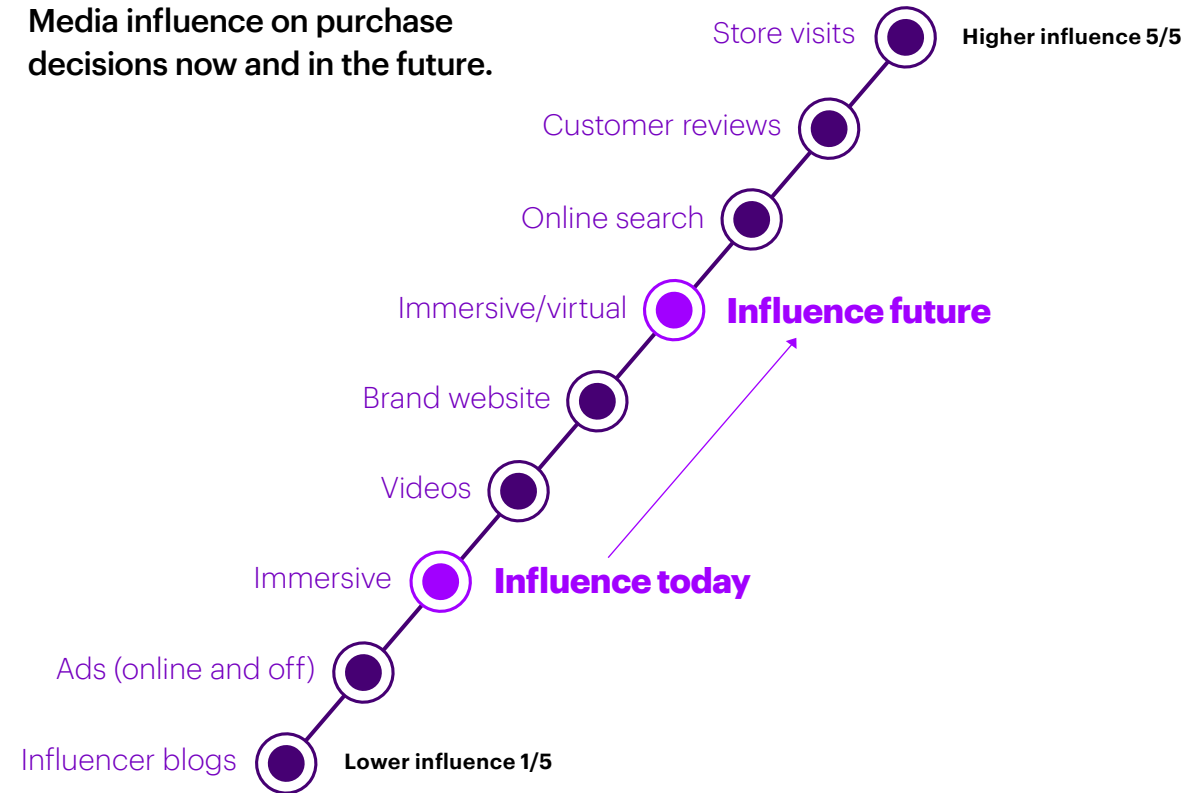 Media influence on purchase
decisions now and in the future.
Store visits
Higher influence 5/5
Customer reviews
Online search
Immersive/virtual
Influence future
Brand website
Videos
Immersive
Influence today
Ads (online and off)
Influencer blogs
Lower influence 1/5